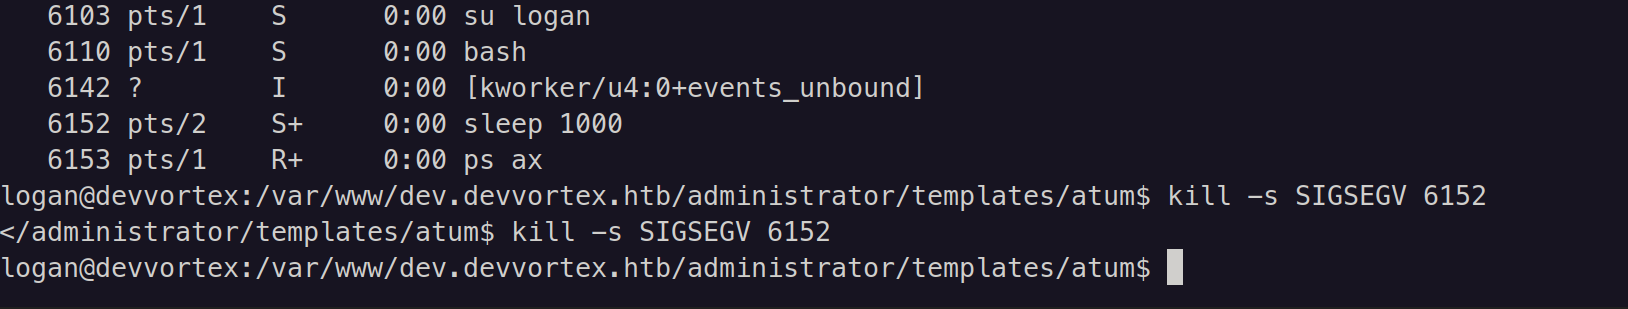 6103 pts/1    S      0:00 su logan
6110 pts/1    S      0:00 bash
6142 ?        I      0:00 [kworker/u4:0+events_unbound]
6152 pts/2    S+     0:00 sleep 1000
6153 pts/1    R+     0:00 ps ax
logan@devvortex:/var/www/dev.devvortex.htb/administrator/templates/atum$ kill -s SIGSEGV 6152
</administrator/templates/atum$ kill -s SIGSEGV 6152
logan@devvortex:/var/www/dev.devvortex.htb/administrator/templates/atum$